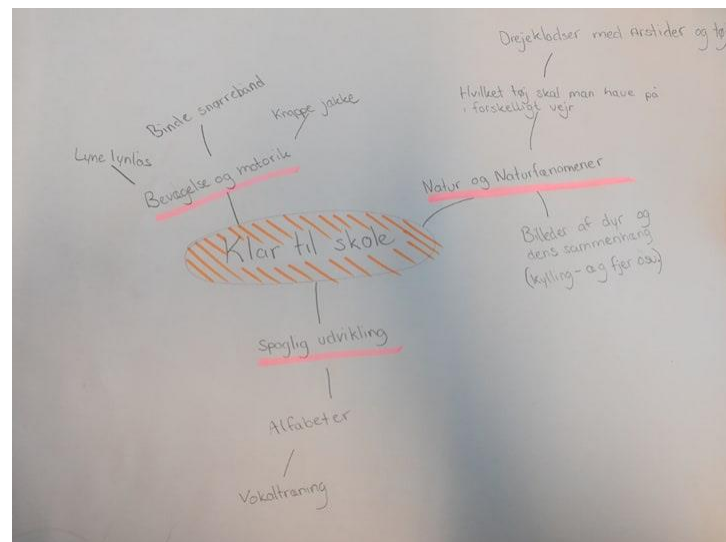 Drejeklodser med Årstider og tøj
Hvilket tøj skal man have på
i forskelligt vejr
Natur og Naturfænomener
Billeder af dyr og
dens sammenhæng
(kylling-æg fjer osv)
Binde snørrebånd
Knappe jakke
Lyne lynlås
Bevægelse og motorik
Klar til skole
Spoglig udvikling
Alfabeter
Vokaltræning